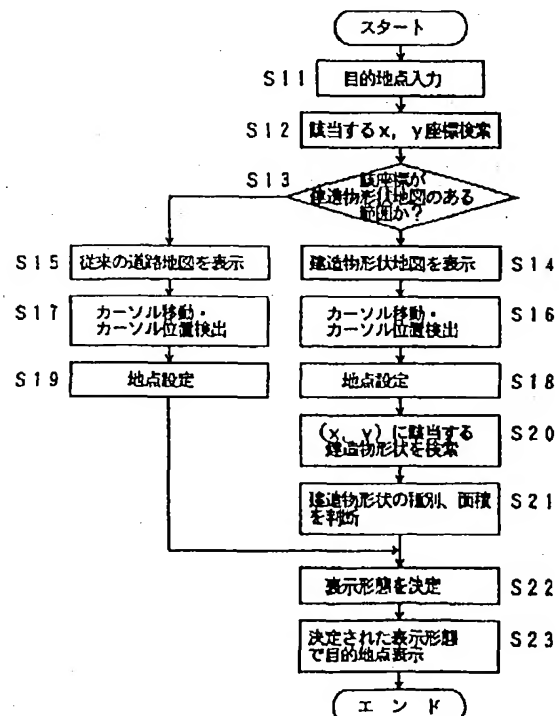 スタート
S11 目的地点入力
S12 該当するx, y座標検索
S13 該座標が
建造物形状地図のある
範囲か?
S15 従来の道路地図を表示
建造物形状地図を表示 S14
S17 カーソル移動・
カーソル位置検出
カーソル移動・
カーソル位置検出 S16
S19 地点設定
地点設定 S18
(x, y)に該当する
建造物形状を検索 S20
建造物形状の種別、面積
を判断 S21
表示形態を決定 S22
決定された表示形態
で目的地点表示 S23
エンド